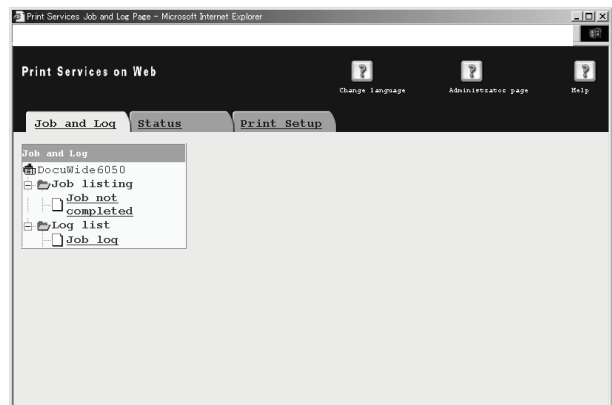 Print Services Job and Log Page - Microsoft Internet Explorer
Print Services on Web
Change language
Administrator page
Help
Job and Log
Status
Print Setup
Job and Log
DocuWide6050
Job listing
Job not
completed
Log list
Job log